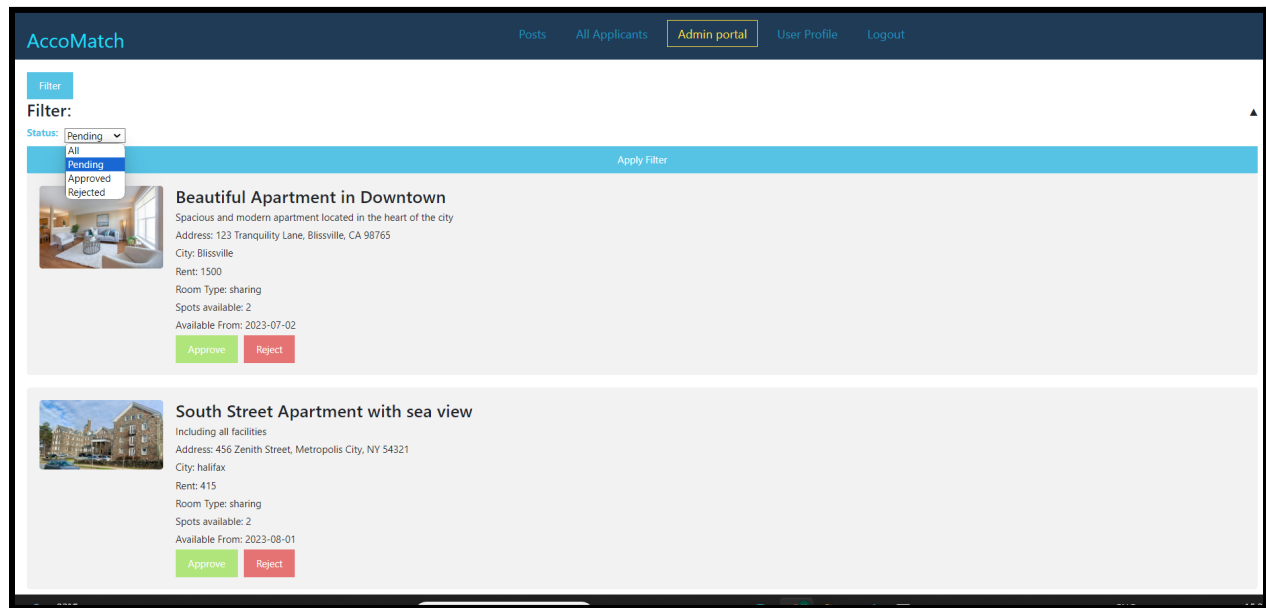 AccoMatch
Posts All Applicants Admin portal User Profile Logout
Filter
Filter:
▲
Status: Pending
All
Pending
Approved
Rejected
Apply Filter
Beautiful Apartment in Downtown
Spacious and modern apartment located in the heart of the city
Address: 123 Tranquility Lane, Blissville, CA 98765
City: Blissville
Rent: 1500
Room Type: sharing
Spots available: 2
Available From: 2023-07-02
Approve Reject
South Street Apartment with sea view
Including all facilities
Address: 456 Zenith Street, Metropolis City, NY 54321
City: halifax
Rent: 415
Room Type: sharing
Spots available: 2
Available From: 2023-08-01
Approve Reject